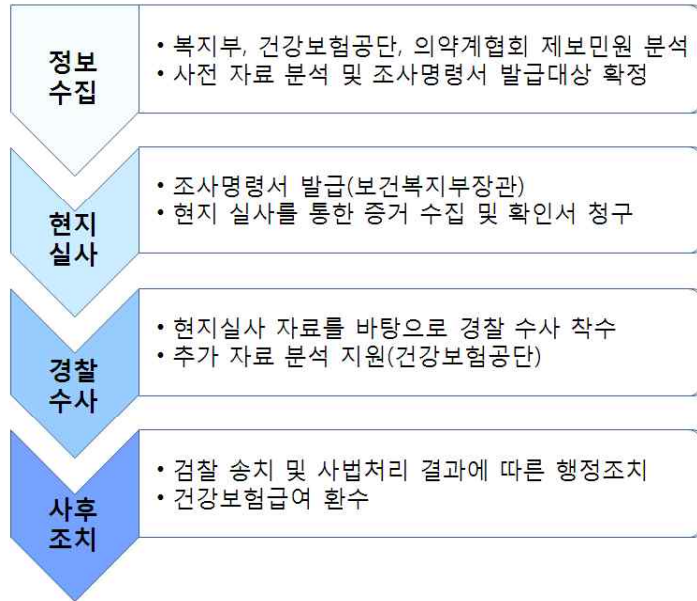 정보
수집
• 복지부, 건강보험공단, 의약계협회 제보민원 분석
• 사전 자료 분석 및 조사명령서 발급대상 확정
현지
실사
• 조사명령서 발급(보건복지부장관)
• 현지 실사를 통한 증거 수집 및 확인서 청구
경찰
수사
• 현지실사 자료를 바탕으로 경찰 수사 착수
• 추가 자료 분석 지원(건강보험공단)
사후
조치
• 검찰 송치 및 사법처리 결과에 따른 행정조치
• 건강보험급여 환수